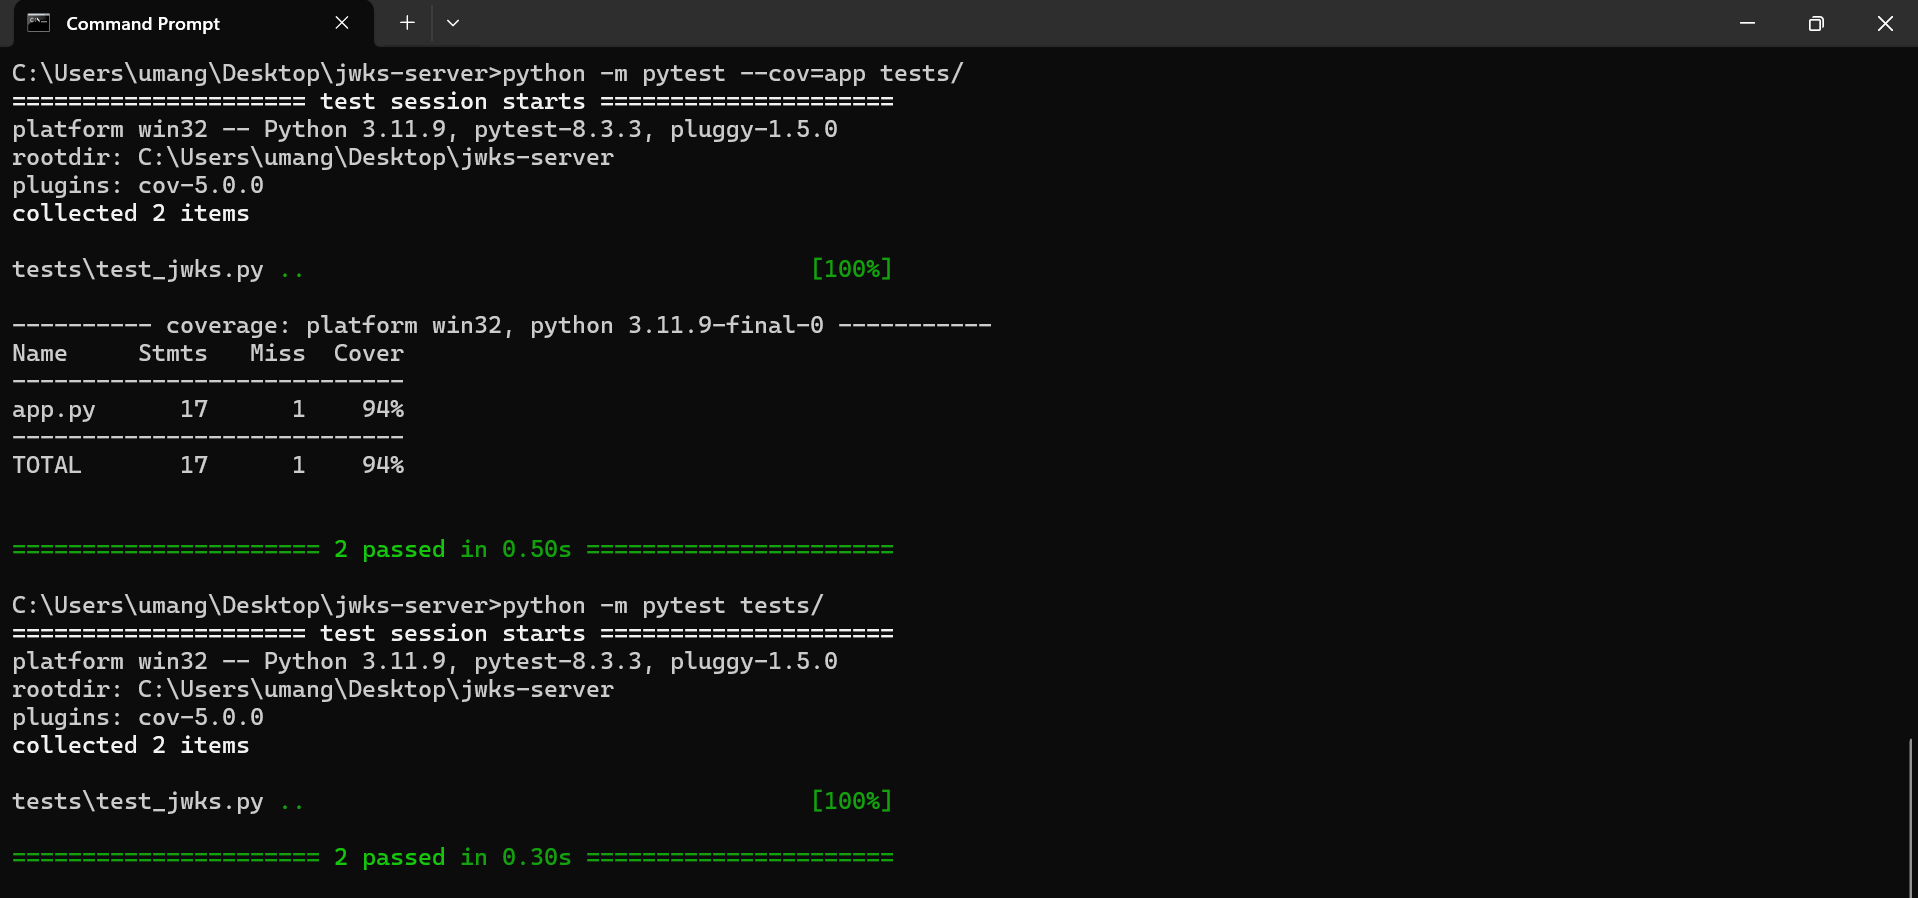 Command Prompt
C:\Users\umang\Desktop\jwks-server>python -m pytest --cov=app tests/
===================== test session starts =====================
platform win32 -- Python 3.11.9, pytest-8.3.3, pluggy-1.5.0
rootdir: C:\Users\umang\Desktop\jwks-server
plugins: cov-5.0.0
collected 2 items
tests\test_jwks.py ..                                    [100%]
---------- coverage: platform win32, python 3.11.9-final-0 -----------
Name     Stmts   Miss  Cover
----------------------------
app.py      17      1    94%
----------------------------
TOTAL       17      1    94%
====================== 2 passed in 0.50s ======================
C:\Users\umang\Desktop\jwks-server>python -m pytest tests/
===================== test session starts =====================
platform win32 -- Python 3.11.9, pytest-8.3.3, pluggy-1.5.0
rootdir: C:\Users\umang\Desktop\jwks-server
plugins: cov-5.0.0
collected 2 items
tests\test_jwks.py ..                                    [100%]
====================== 2 passed in 0.30s ======================